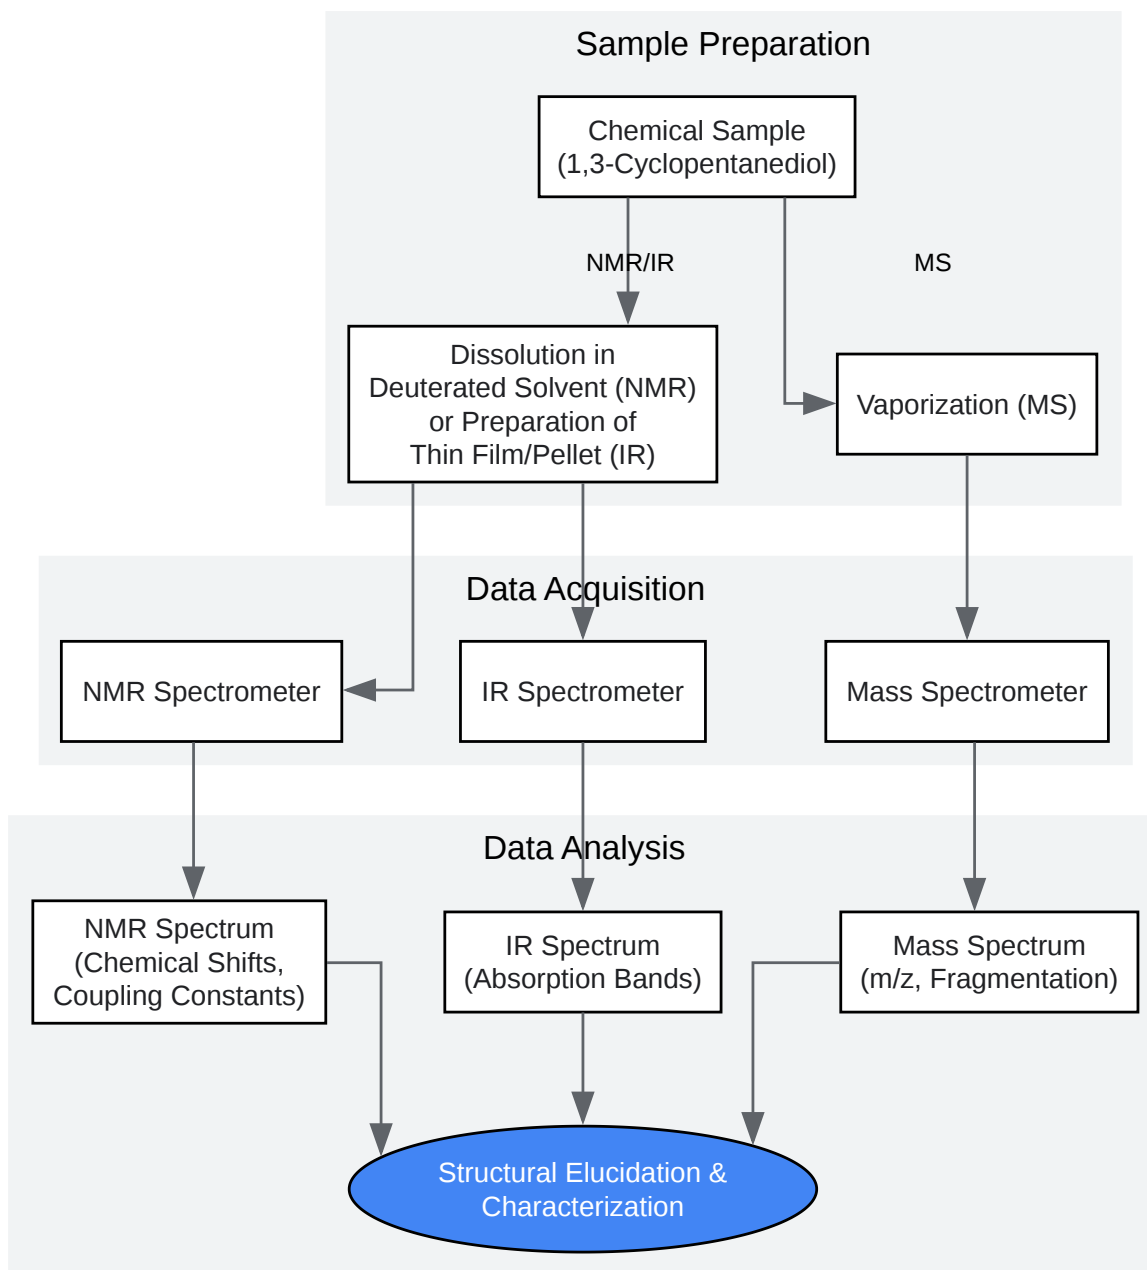 Sample Preparation
Chemical Sample
(1,3-Cyclopentanediol)
NMR/IR
MS
Dissolution in
Deuterated Solvent (NMR)
or Preparation of
Thin Film/Pellet (IR)
Vaporization (MS)
Data Acquisition
NMR Spectrometer
IR Spectrometer
Mass Spectrometer
Data Analysis
NMR Spectrum
(Chemical Shifts,
Coupling Constants)
IR Spectrum
(Absorption Bands)
Mass Spectrum
(m/z, Fragmentation)
Structural Elucidation &
Characterization